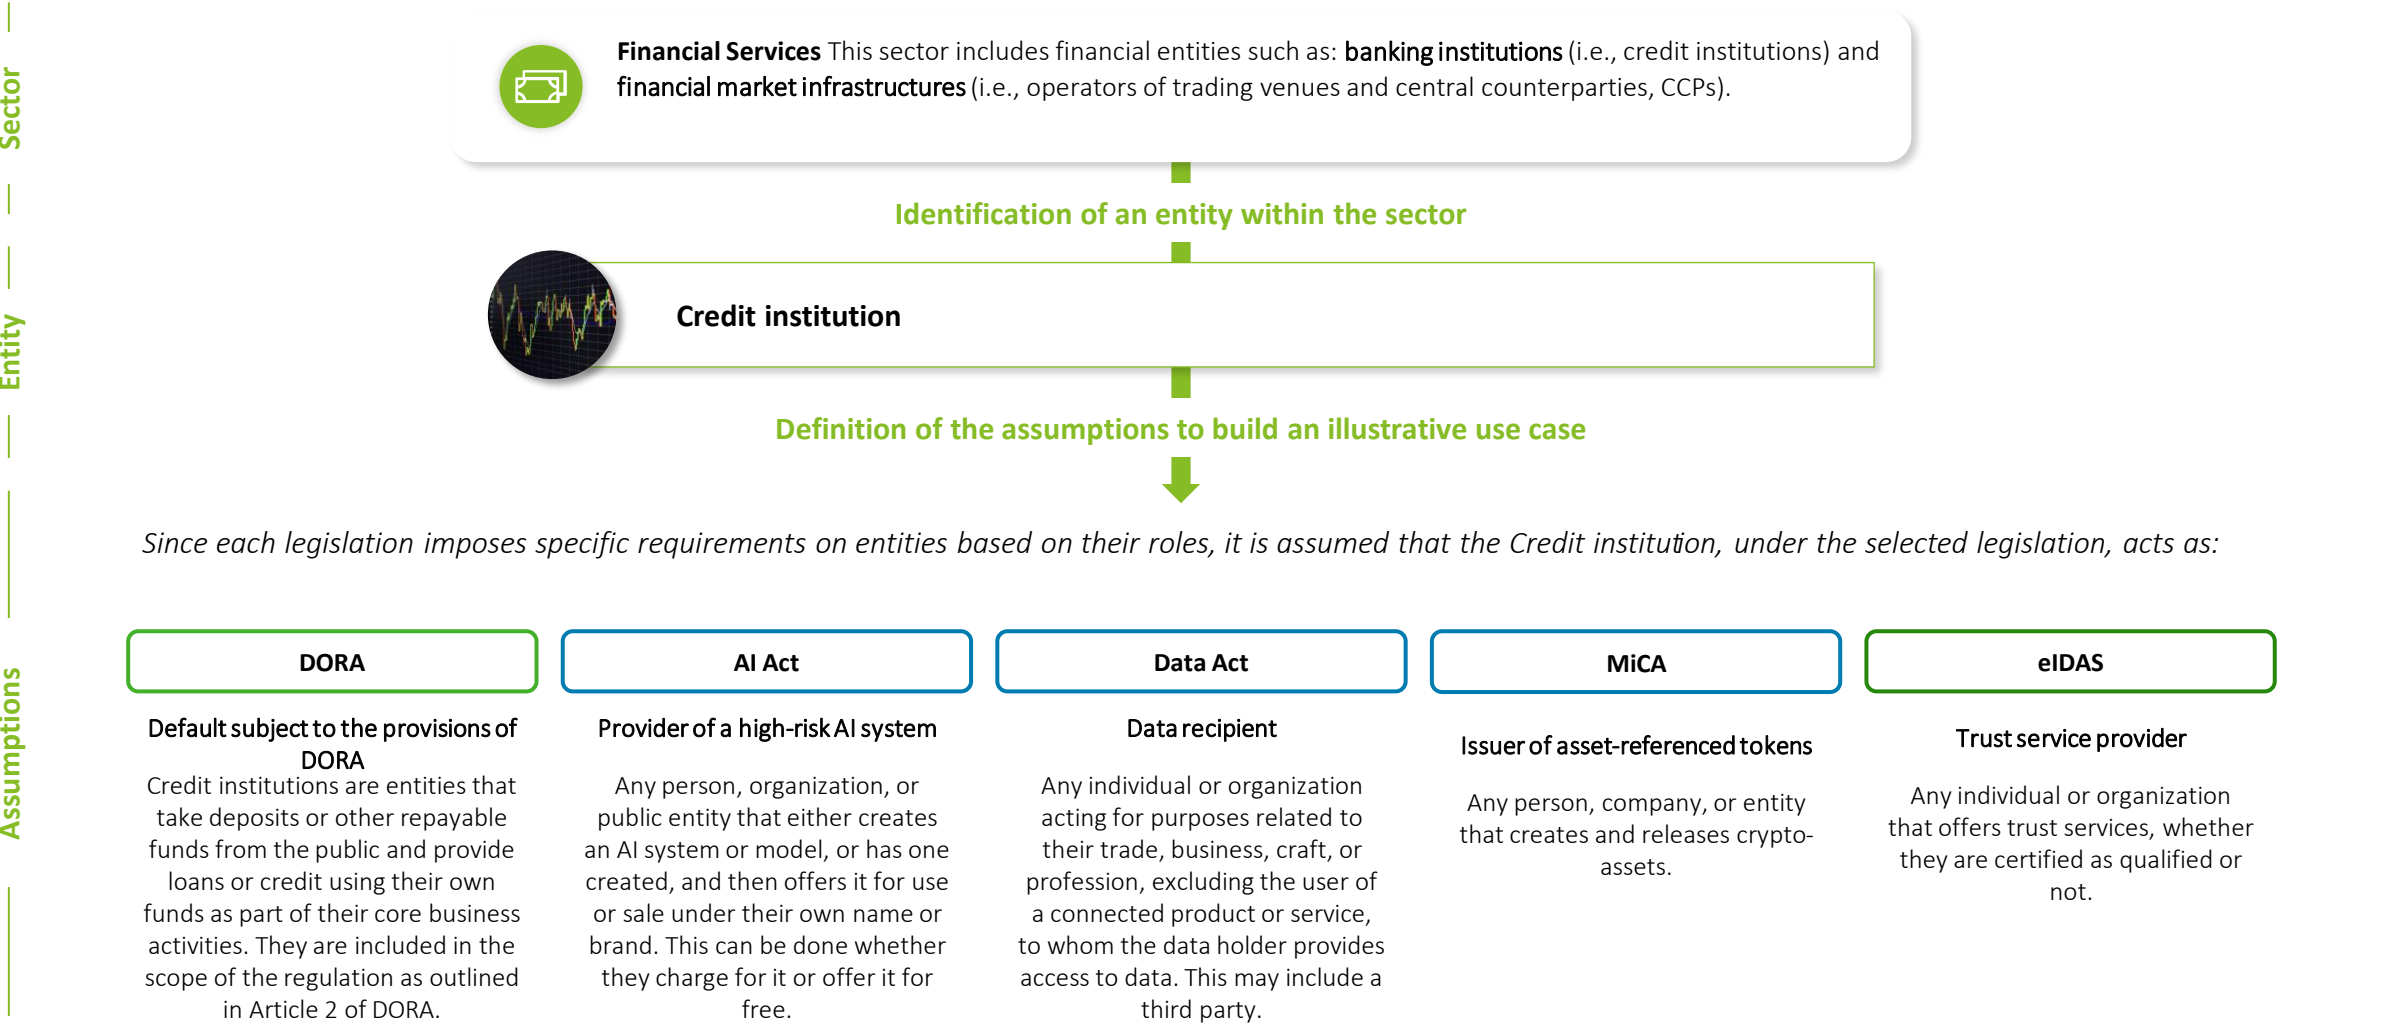 Sector
Financial Services This sector includes financial entities such as: banking institutions (i.e., credit institutions) and
financial market infrastructures (i.e., operators of trading venues and central counterparties, CCPs).
Identification of an entity within the sector
Entity
Credit institution
Definition of the assumptions to build an illustrative use case
Since each legislation imposes specific requirements on entities based on their roles, it is assumed that the Credit institution, under the selected legislation, acts as:
Assumptions
DORA
Default subject to the provisions of
DORA
Credit institutions are entities that
take deposits or other repayable
funds from the public and provide
loans or credit using their own
funds as part of their core business
activities. They are included in the
scope of the regulation as outlined
in Article 2 of DORA.
AI Act
Provider of a high-risk AI system
Any person, organization, or
public entity that either creates
an AI system or model, or has one
created, and then offers it for use
or sale under their own name or
brand. This can be done whether
they charge for it or offer it for
free.
Data Act
Data recipient
Any individual or organization
acting for purposes related to
their trade, business, craft, or
profession, excluding the user of
a connected product or service,
to whom the data holder provides
access to data. This may include a
third party.
MiCA
Issuer of asset-referenced tokens
Any person, company, or entity
that creates and releases crypto-
assets.
eIDAS
Trust service provider
Any individual or organization
that offers trust services, whether
they are certified as qualified or
not.